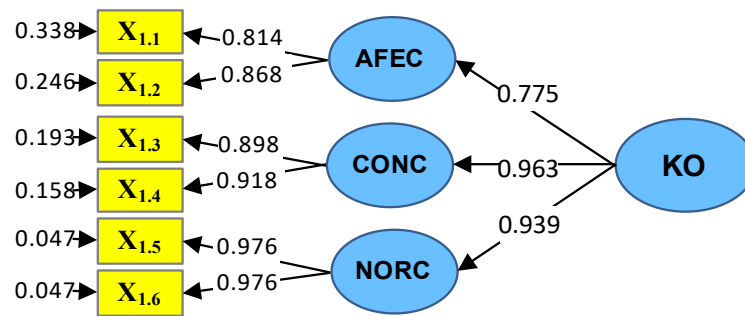 0.338 X1.1 0.814
0.246 X1.2 0.868 AFEC
0.775
0.193 X1.3 0.898
CONC 0.963 KO
0.158 X1.4 0.918
0.939
0.047 X1.5 0.976
NORC
0.047 X1.6 0.976